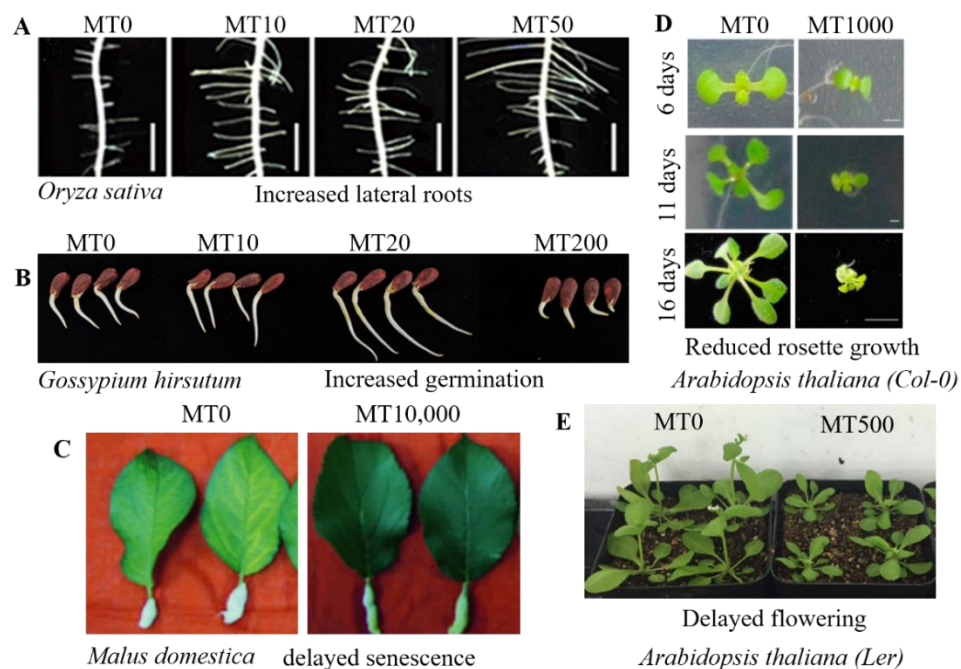 A
MT0 MT10 MT20 MT50
Oryza sativa Increased lateral roots
B
MT0 MT10 MT20 MT200
Gossypium hirsutum Increased germination
C
MT0 MT10,000
Malus domestica delayed senescence
D
MT0 MT1000
6 days
11 days
16 days
Reduced rosette growth
Arabidopsis thaliana (Col-0)
E
MT0 MT500
Delayed flowering
Arabidopsis thaliana (Ler)